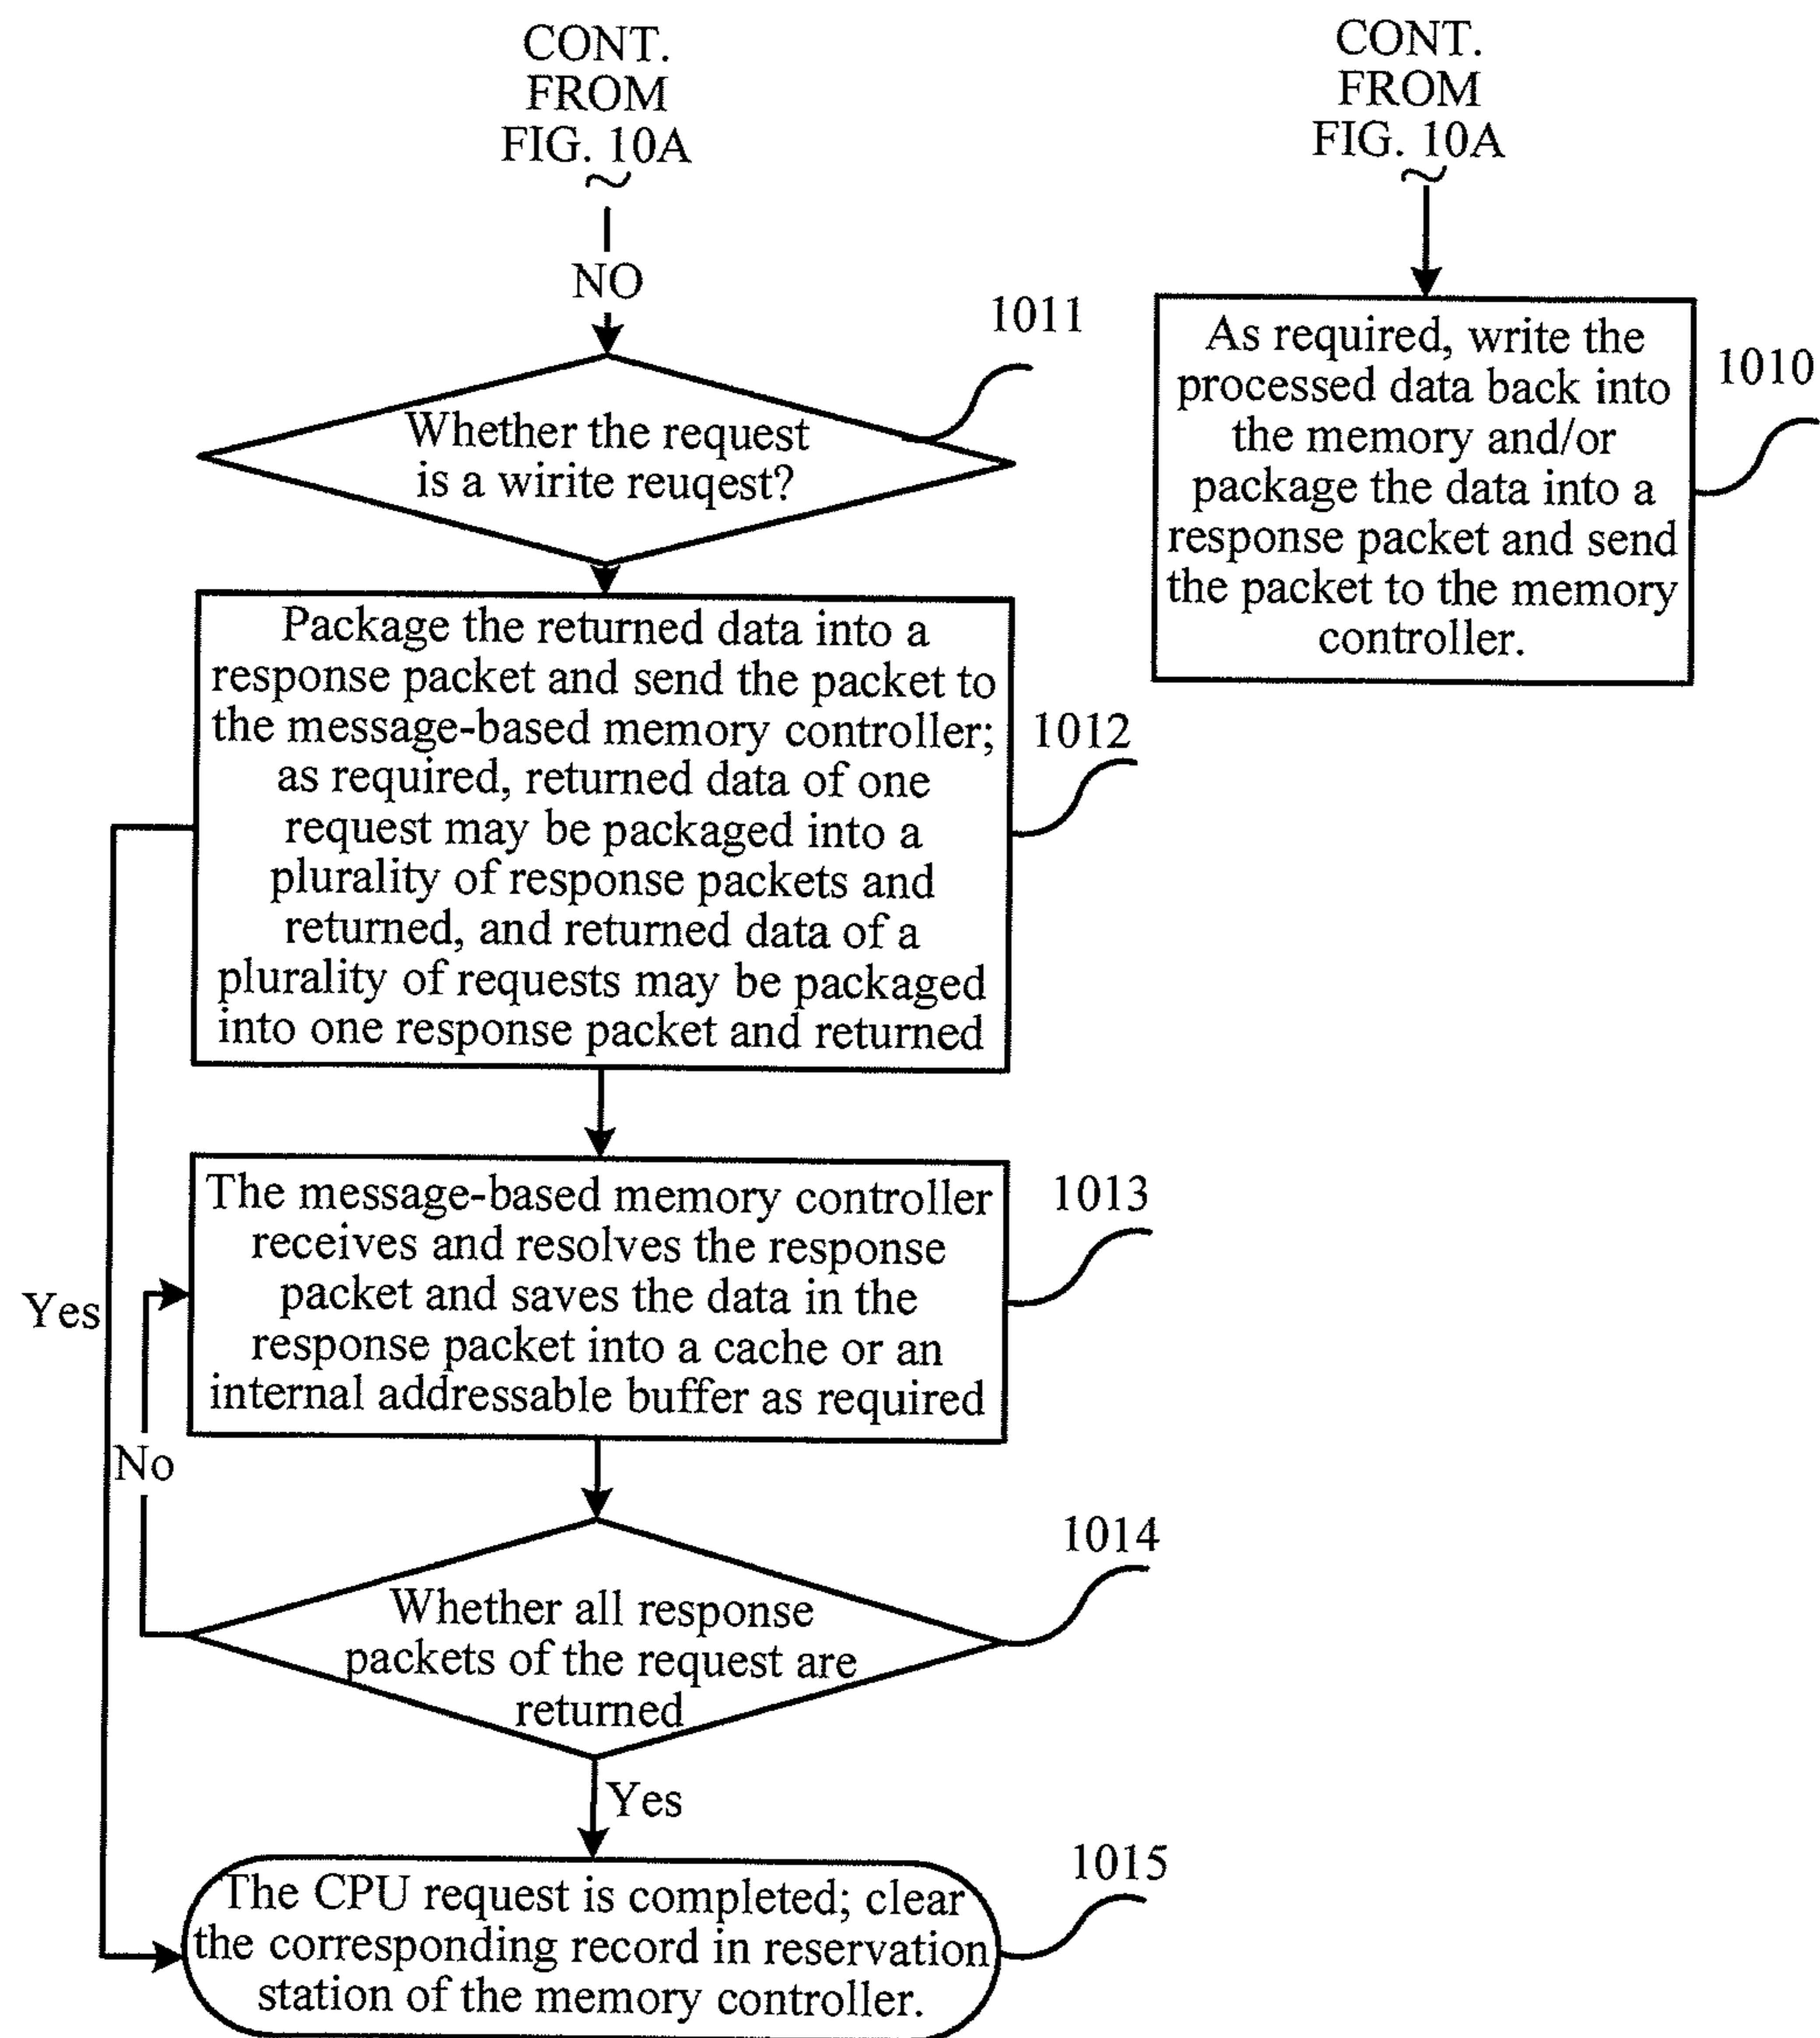 CONT.
FROM
FIG. 10A
NO
1011
Whether the request
is a wirite reuqest?
Package the returned data into a
response packet and send the packet to
the message-based memory controller;
as required, returned data of one
request may be packaged into a
plurality of response packets and
returned, and returned data of a
plurality of requests may be packaged
into one response packet and returned
1012
The message-based memory controller
receives and resolves the response
packet and saves the data in the
response packet into a cache or an
internal addressable buffer as required
1013
Yes
No
Whether all response
packets of the request are
returned
1014
Yes
The CPU request is completed; clear
the corresponding record in reservation
station of the memory controller.
1015
CONT.
FROM
FIG. 10A
As required, write the
processed data back into
the memory and/or
package the data into a
response packet and send
the packet to the memory
controller.
1010